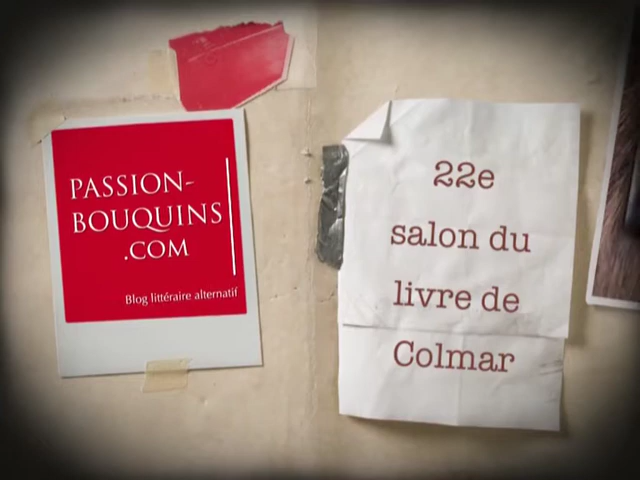 PASSION-
BOUQUINS
.COM
Blog littéraire alternatif
22e
salon du
livre de
Colmar